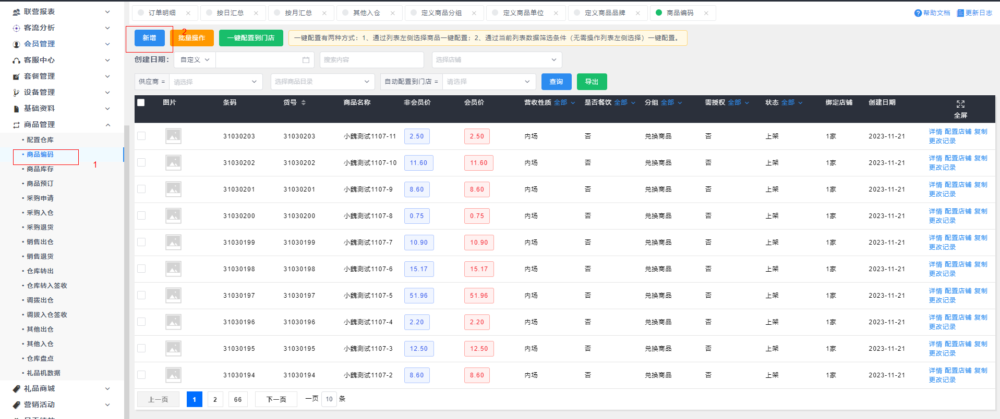 联营报表
客流分析
会员管理
客服中心
套餐管理
设备管理
基础资料
商品管理
• 配置仓库
• 商品编码
1
• 商品库存
• 商品预订
• 采购申请
• 采购入仓
• 采购退货
• 销售出仓
• 销售退货
• 仓库转出
• 仓库转入签收
• 调拨出仓
• 调拔入仓签收
• 其他出仓
• 其他入仓
• 仓库盘点
• 礼品机数据
礼品商城
营销活动
订单明细 按日汇总 按月汇总 其他入仓 定义商品分组 定义商品单位 定义商品品牌 商品编码 帮助文档 更新日志
新增 2 批量操作 一键配置到门店 一键配置有两种方式：1、通过列表左侧选择商品一键配置；2、通过当前列表数据筛选条件（无需操作列表左侧选择）一键配置。
创建日期： 自定义 搜索内容 选择店铺
供应商 = 请选择 选择商品目录 自动配置到门店 = 请选择 查询 导出
图片 条码 货号 商品名称 非会员价 会员价 营收性质 全部 是否餐饮 全部 分组 全部 需授权 全部 状态 全部 绑定店铺 创建日期 全屏
31030203 31030203 小魏测试1107-11 2.50 2.50 内场 否 兑换商品 否 上架 1家 2023-11-21 详情 配置店铺 复制
更改记录
31030202 31030202 小魏测试1107-10 11.60 11.60 内场 否 兑换商品 否 上架 1家 2023-11-21 详情 配置店铺 复制
更改记录
31030201 31030201 小魏测试1107-9 8.60 8.60 内场 否 兑换商品 否 上架 1家 2023-11-21 详情 配置店铺 复制
更改记录
31030200 31030200 小魏测试1107-8 0.75 0.75 内场 否 兑换商品 否 上架 1家 2023-11-21 详情 配置店铺 复制
更改记录
31030199 31030199 小魏测试1107-7 10.90 10.90 内场 否 兑换商品 否 上架 1家 2023-11-21 详情 配置店铺 复制
更改记录
31030198 31030198 小魏测试1107-6 15.17 15.17 内场 否 兑换商品 否 上架 1家 2023-11-21 详情 配置店铺 复制
更改记录
31030197 31030197 小魏测试1107-5 51.96 51.96 内场 否 兑换商品 否 上架 1家 2023-11-21 详情 配置店铺 复制
更改记录
31030196 31030196 小魏测试1107-4 2.20 2.20 内场 否 兑换商品 否 上架 1家 2023-11-21 详情 配置店铺 复制
更改记录
31030195 31030195 小魏测试1107-3 12.50 12.50 内场 否 兑换商品 否 上架 1家 2023-11-21 详情 配置店铺 复制
更改记录
31030194 31030194 小魏测试1107-2 8.60 8.60 内场 否 兑换商品 否 上架 1家 2023-11-21 详情 配置店铺 复制
更改记录
上一页 1 2 66 下一页 一页 10 条